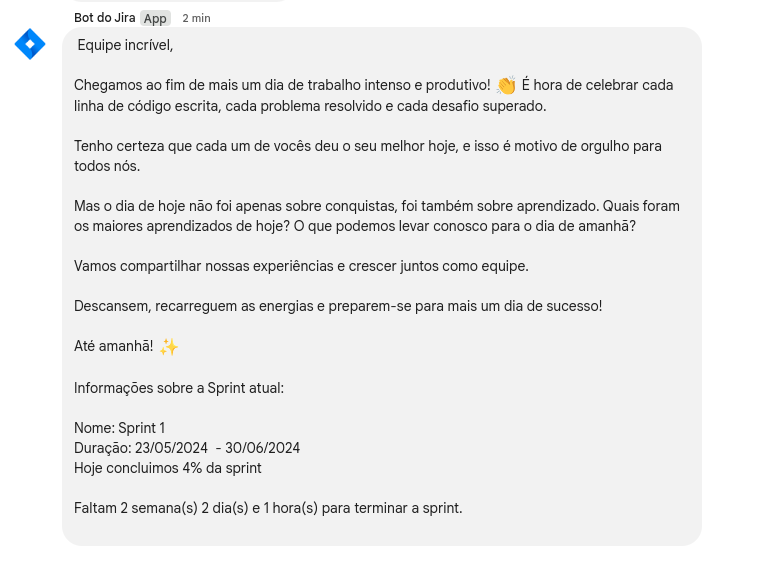 Bot do Jira App 2 min
Equipe incrível,
Chegamos ao fim de mais um dia de trabalho intenso e produtivo! 👏 É hora de celebrar cada
linha de código escrita, cada problema resolvido e cada desafio superado.
Tenho certeza que cada um de vocês deu o seu melhor hoje, e isso é motivo de orgulho para
todos nós.
Mas o dia de hoje não foi apenas sobre conquistas, foi também sobre aprendizado. Quais foram
os maiores aprendizados de hoje? O que podemos levar conosco para o dia de amanhã?
Vamos compartilhar nossas experiências e crescer juntos como equipe.
Descansem, recarreguem as energias e preparem-se para mais um dia de sucesso!
Até amanhã! ✨
Informações sobre a Sprint atual:
Nome: Sprint 1
Duração: 23/05/2024 - 30/06/2024
Hoje concluimos 4% da sprint
Faltam 2 semana(s) 2 dia(s) e 1 hora(s) para terminar a sprint.